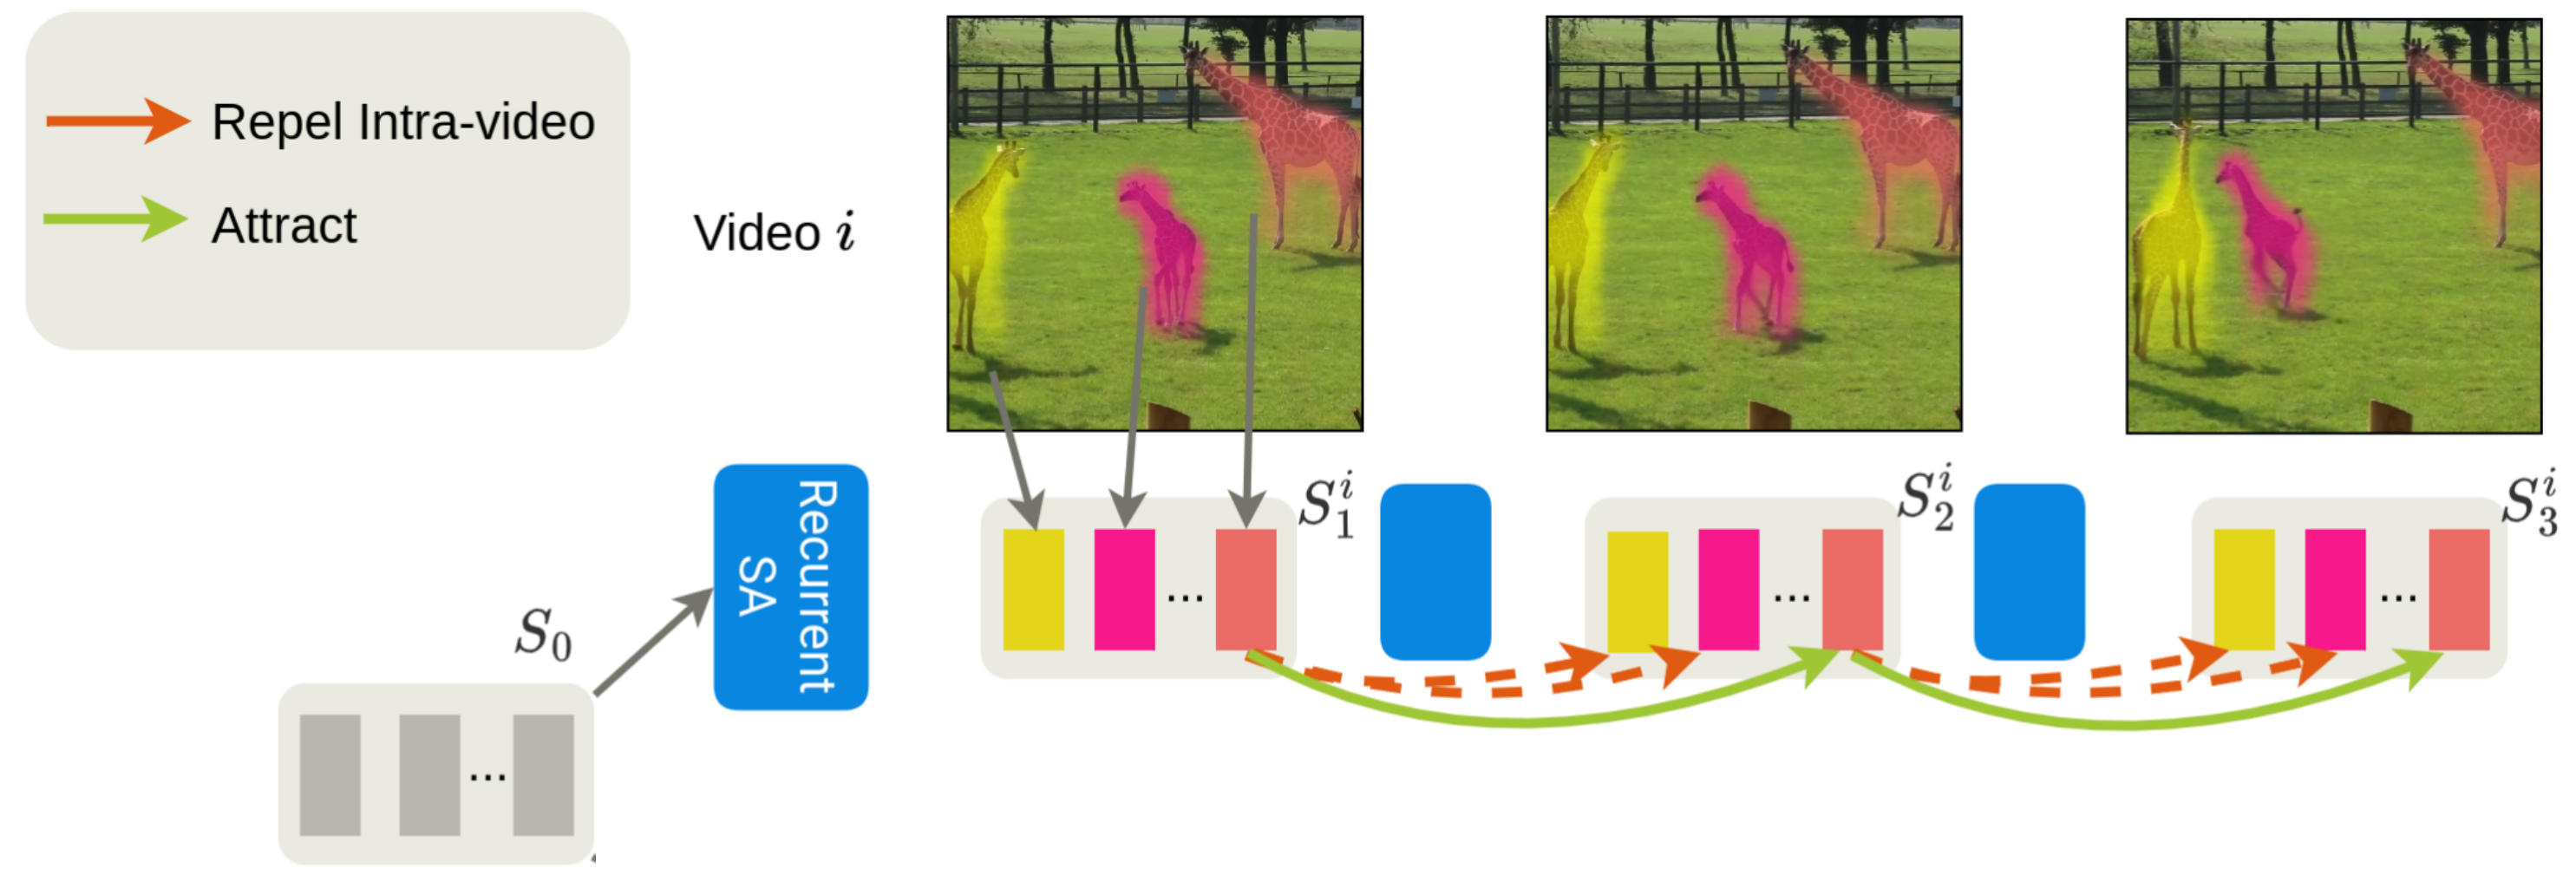 Repel Intra-video
Attract
Video i
S_1^i
S_2^i
S_3^i
Recurrent
SA
S_0
...
...
...
...